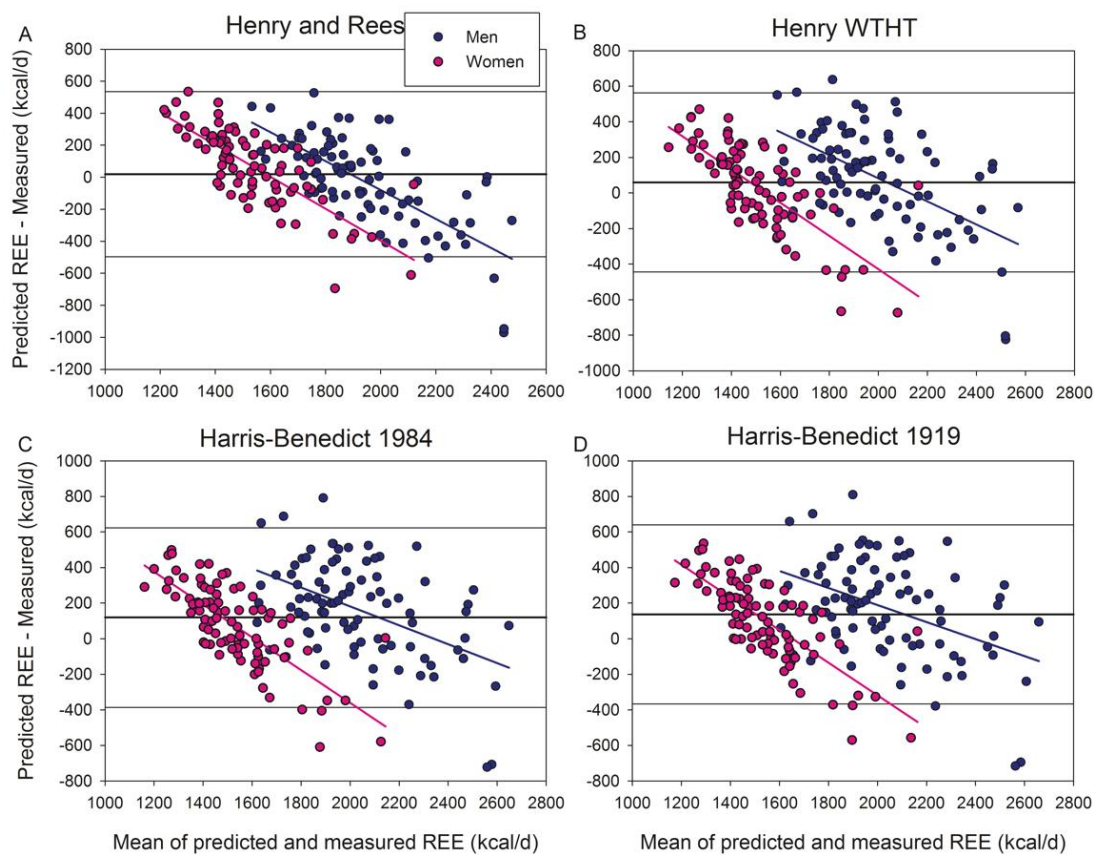 A
Henry and Rees
Men
Women
B
Henry WTHT
Predicted REE - Measured (kcal/d)
800
600
400
200
0
-200
-400
-600
-800
-1000
-1200
1000 1200 1400 1600 1800 2000 2200 2400 2600
800
600
400
200
0
-200
-400
-600
-800
-1000
1000 1200 1400 1600 1800 2000 2200 2400 2600 2800
C
Harris-Benedict 1984
D
Harris-Benedict 1919
Predicted REE - Measured (kcal/d)
1000
800
600
400
200
0
-200
-400
-600
-800
1000 1200 1400 1600 1800 2000 2200 2400 2600 2800
1000
800
600
400
200
0
-200
-400
-600
-800
1000 1200 1400 1600 1800 2000 2200 2400 2600 2800
Mean of predicted and measured REE (kcal/d)
Mean of predicted and measured REE (kcal/d)